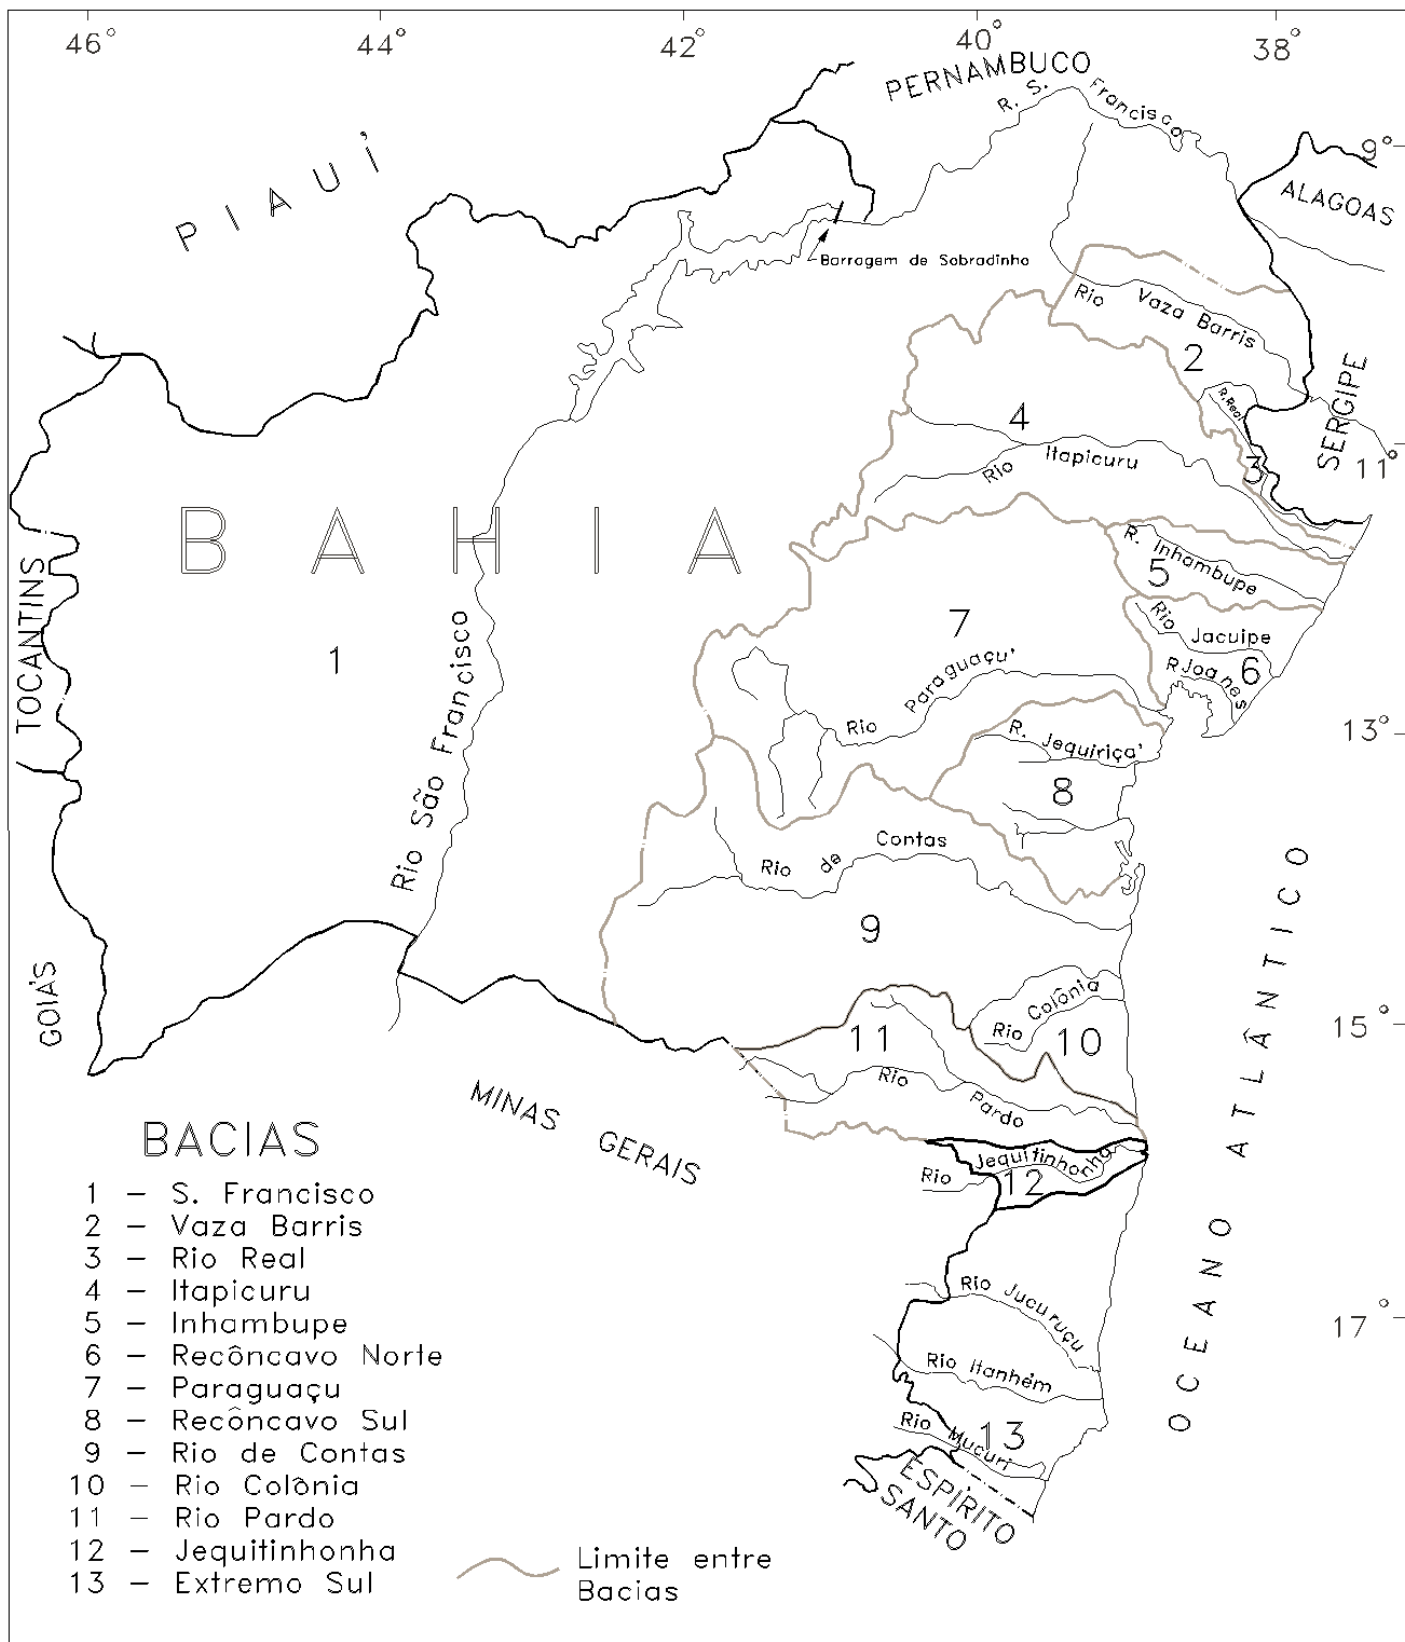 46°
44°
42°
40°
38°
PERNAMBUCO
R. S. Francisco
9°
PIAUÍ
ALAGOAS
Barragem de Sobradinho
Rio Vaza Barris
2
SERGIPE
R. Real
4
3
11°
Rio Itapicuru
BAHIA
R. Inhambupe
5
TOCANTINS
Rio Jacuipe
7
1
6
R. Joanes
Rio Paraguaçu'
Rio São Francisco
13°
R. Jequiriça'
8
Rio de Contas
9
OCEANO ATLÂNTICO
GOIÁS
Rio Colônia
10
11
15°
Rio Pardo
MINAS GERAIS
Rio Jequitinhonha
12
Rio Jucuruçu
17°
Rio Itanhém
13
Rio Mucuri
ESPÍRITO
SANTO
BACIAS
1 – S. Francisco
2 – Vaza Barris
3 – Rio Real
4 – Itapicuru
5 – Inhambupe
6 – Recôncavo Norte
7 – Paraguaçu
8 – Recôncavo Sul
9 – Rio de Contas
10 – Rio Colônia
11 – Rio Pardo
12 – Jequitinhonha
13 – Extremo Sul
Limite entre
Bacias